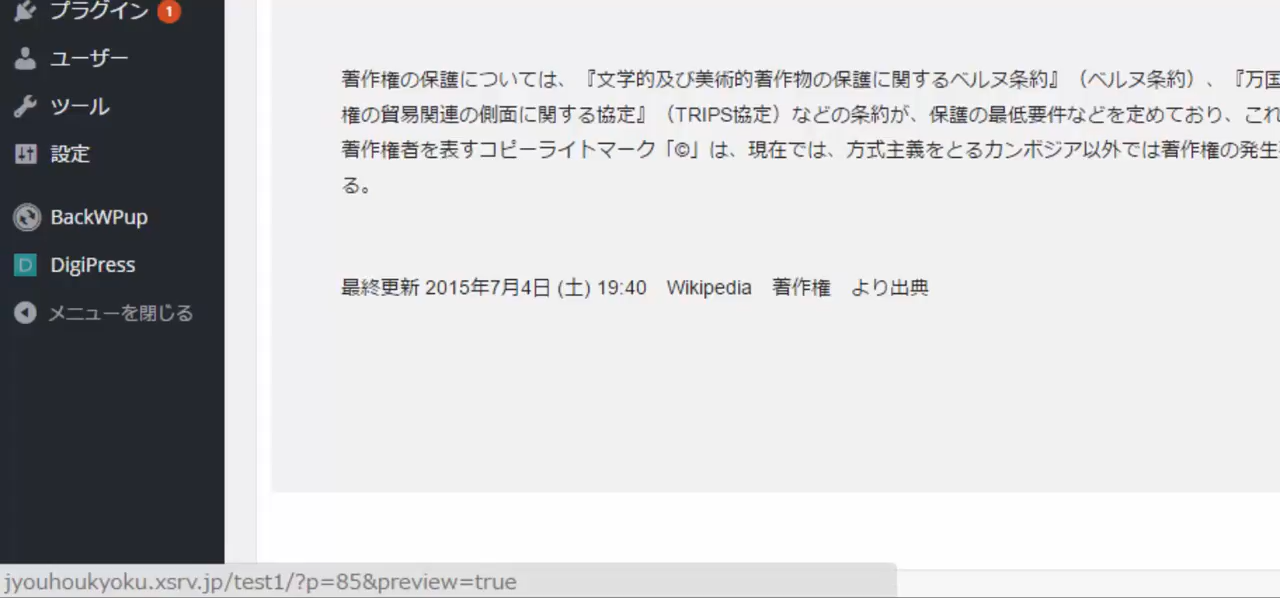 プラグイン 1
ユーザー
ツール
設定
BackWPup
DigiPress
メニューを閉じる
著作権の保護については、『文学的及び美術的著作物の保護に関するベルヌ条約』（ベルヌ条約）、『万国
権の貿易関連の側面に関する協定』（TRIPS協定）などの条約が、保護の最低要件などを定めており、これ
著作権者を表すコピーライトマーク「©」は、現在では、方式主義をとるカンボジア以外では著作権の発生
る。
最終更新 2015年7月4日 (土) 19:40　Wikipedia　著作権　より出典
jyouhoukyoku.xsrv.jp/test1/?p=85&preview=true